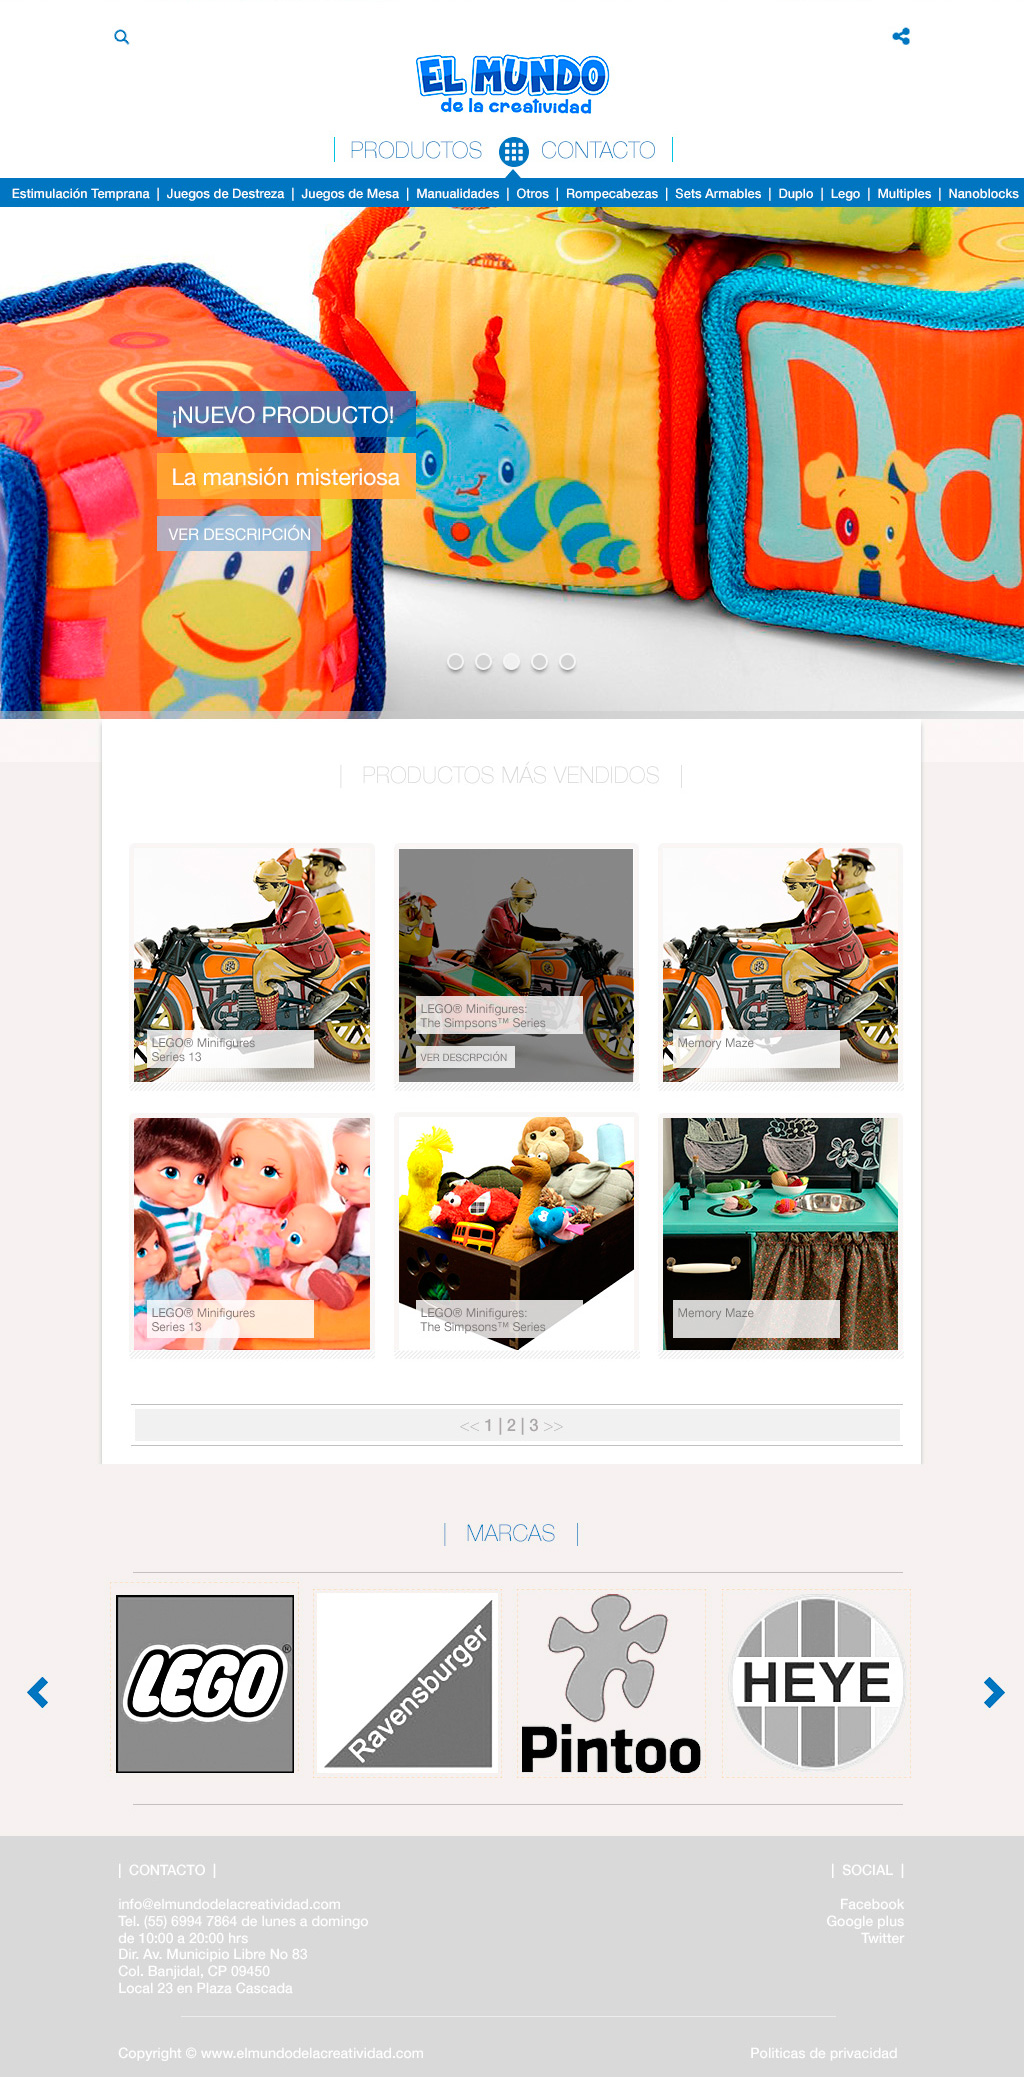 EL MUNDO
de la creatividad
| PRODUCTOS CONTACTO |
Estimulación Temprana | Juegos de Destreza | Juegos de Mesa | Manualidades | Otros | Rompecabezas | Sets Armables | Duplo | Lego | Multiples | Nanoblocks
¡NUEVO PRODUCTO!
La mansión misteriosa
VER DESCRIPCIÓN
D d
| PRODUCTOS MÁS VENDIDOS |
LEGO® Minifigures
Series 13
LEGO® Minifigures:
The Simpsons™ Series
VER DESCRPCIÓN
Memory Maze
LEGO® Minifigures
Series 13
LEGO® Minifigures:
The Simpsons™ Series
Memory Maze
<< 1 | 2 | 3 >>
| MARCAS |
LEGO®
Ravensburger
Pintoo
HEYE
| CONTACTO |
info@elmundodelacreatividad.com
Tel. (55) 6994 7864 de lunes a domingo
de 10:00 a 20:00 hrs
Dir. Av. Municipio Libre No 83
Col. Banjidal, CP 09450
Local 23 en Plaza Cascada
| SOCIAL |
Facebook
Google plus
Twitter
Copyright © www.elmundodelacreatividad.com
Politicas de privacidad